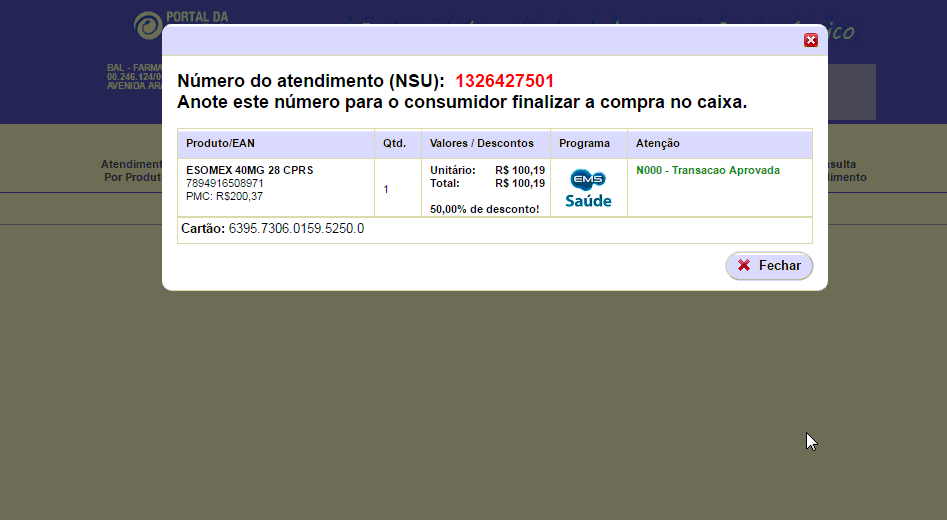 PORTAL DA
BAL - FARMA
00.246.124/0
AVENIDA ARA
Número do atendimento (NSU): 1326427501
Anote este número para o consumidor finalizar a compra no caixa.
Produto/EAN Qtd. Valores / Descontos Programa Atenção
ESOMEX 40MG 28 CPRS
7894916508971
PMC: R$200,37
1
Unitário: R$ 100,19
Total: R$ 100,19
50,00% de desconto!
EMS
Saúde
N000 - Transacao Aprovada
Cartão: 6395.7306.0159.5250.0
Fechar
Atendiment
Por Produt
sulta
dimento